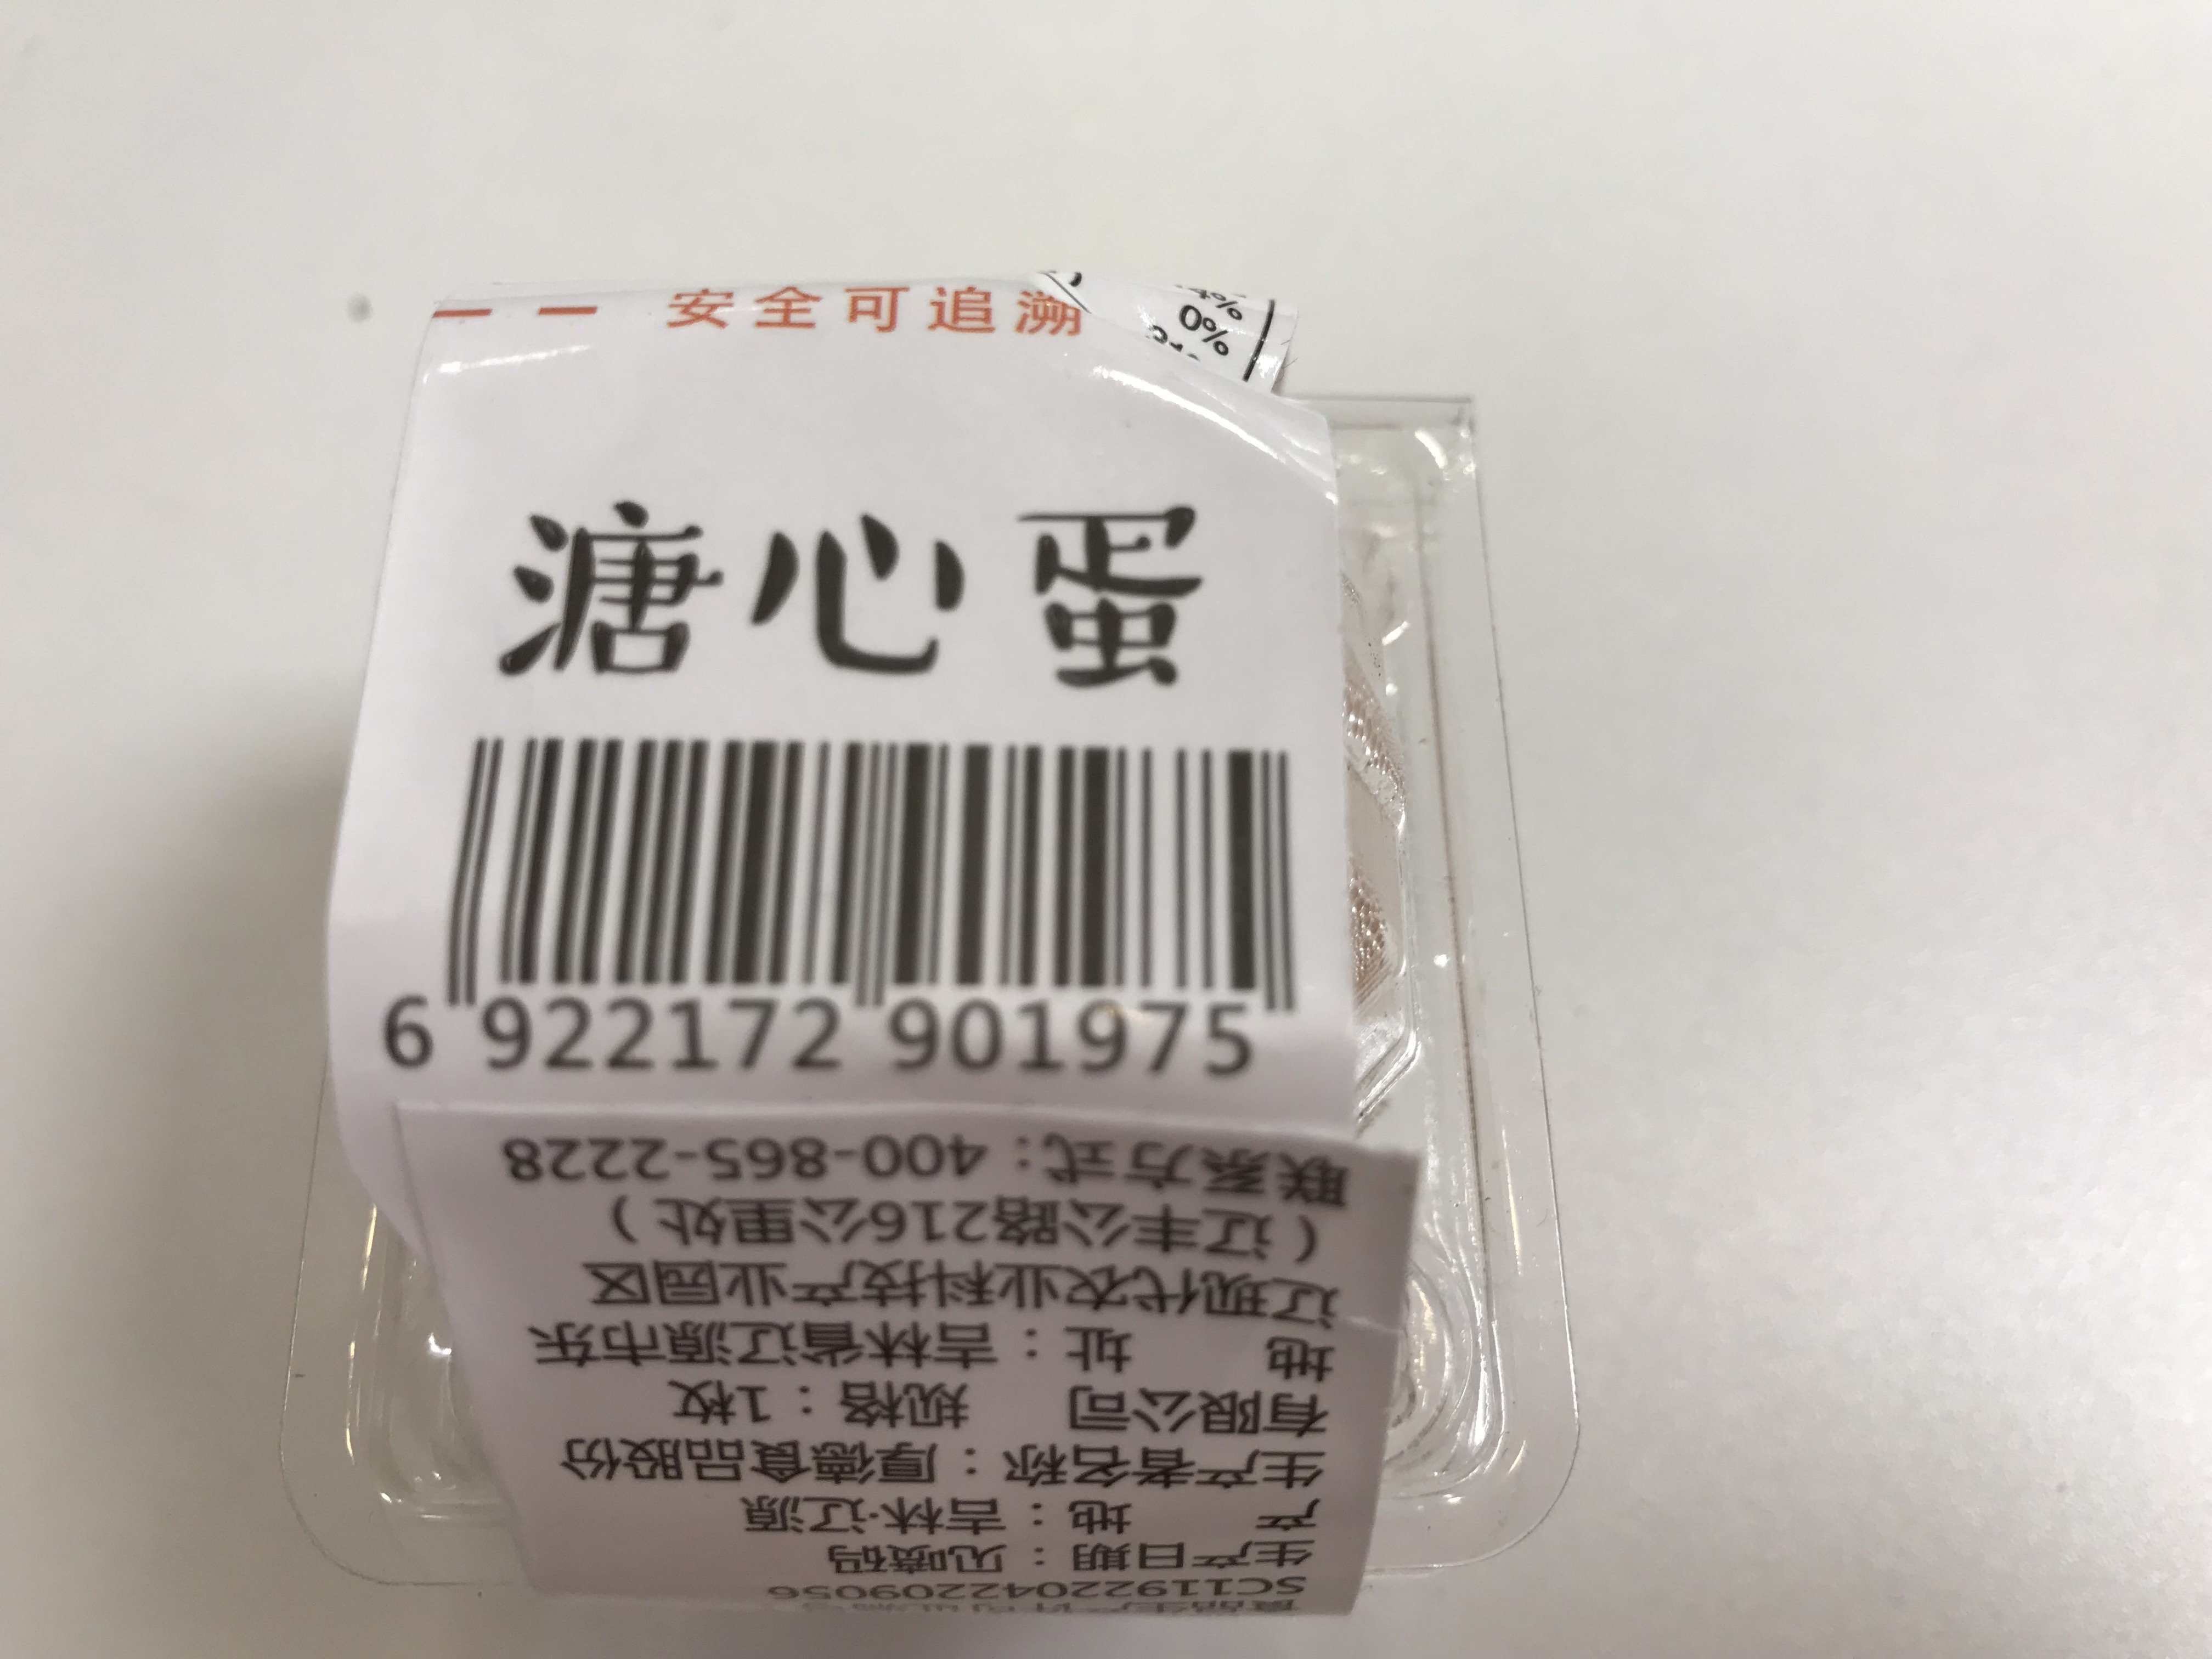 安全可追溯
溏心蛋
6 922172 901975
SC11922042209056
生产日期：见喷码
产 地：吉林·辽源
生产者名称：厚德食品股份
有限公司 规格：1枚
地 址：吉林省辽源市东
辽现代农业科技产业园区
（辽丰公路216公里处）
联系方式：400-865-2228